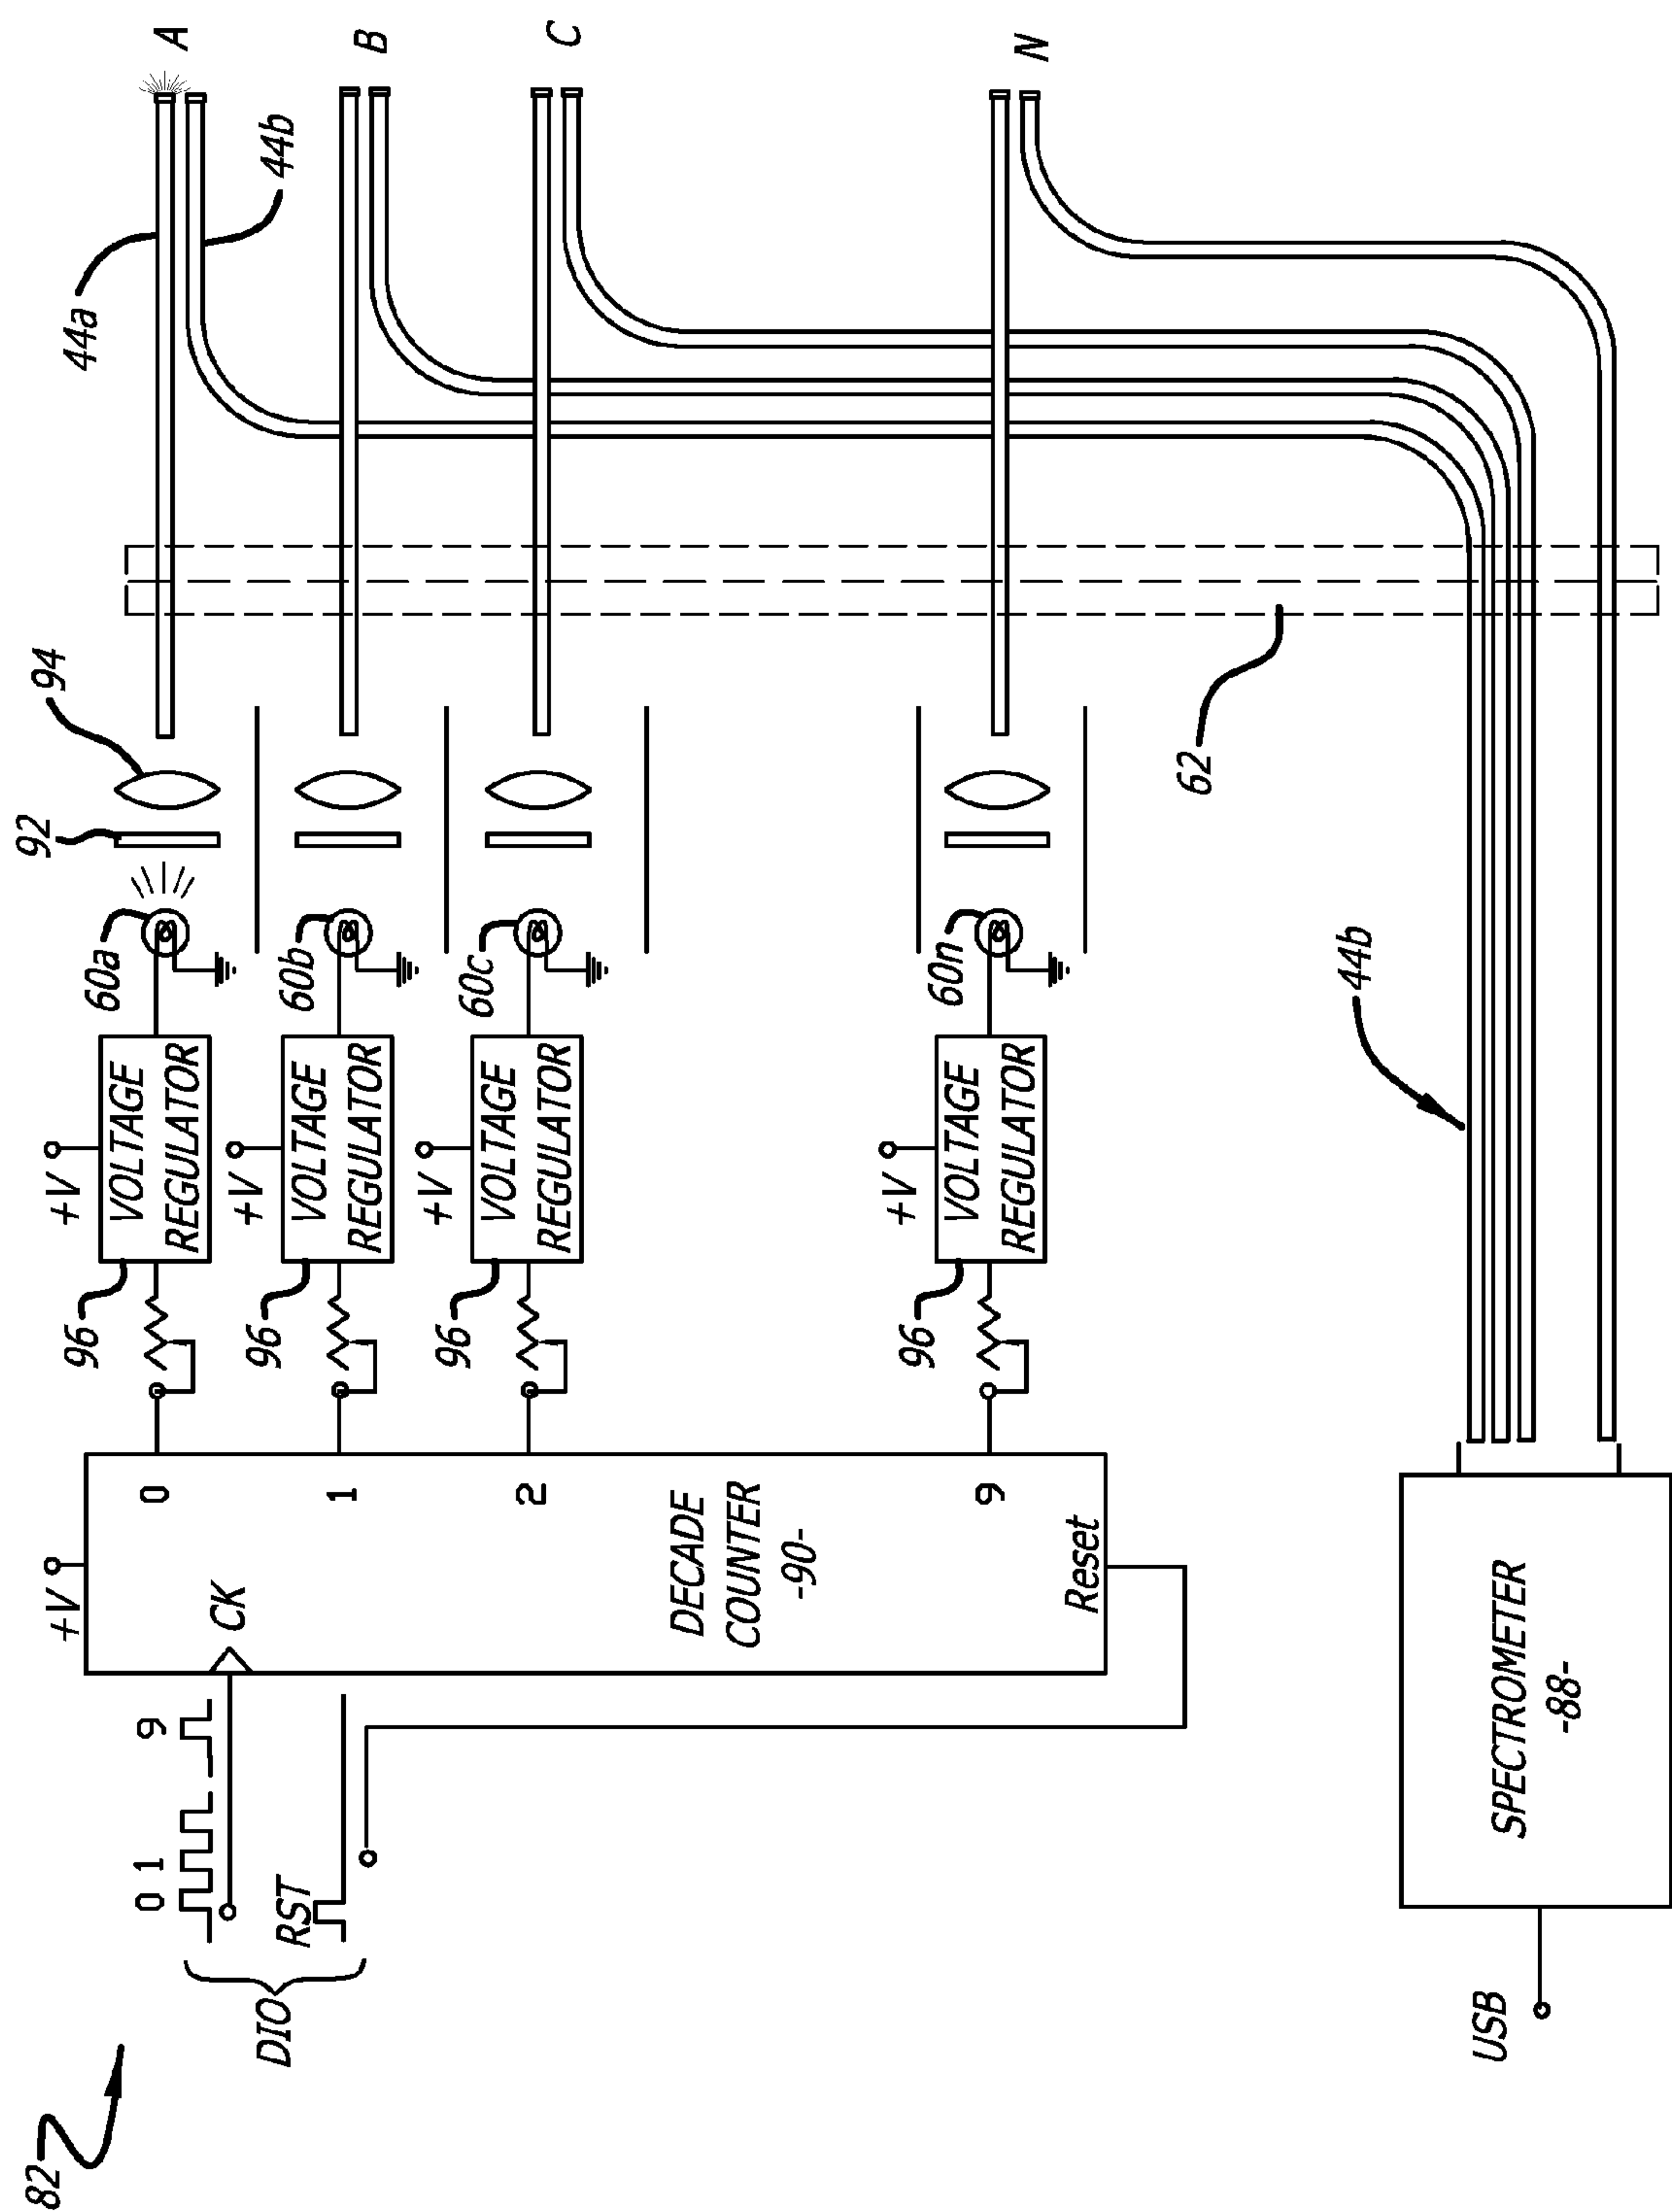 82
DIO
0 1 9
RST
+V
CK
0
1
2
9
DECADE
COUNTER
-90-
Reset
96
+V
VOLTAGE
REGULATOR
60a
92
94
44a
44b
A
96
+V
VOLTAGE
REGULATOR
60b
B
96
+V
VOLTAGE
REGULATOR
60c
C
96
+V
VOLTAGE
REGULATOR
60n
N
62
44b
USB
SPECTROMETER
-88-